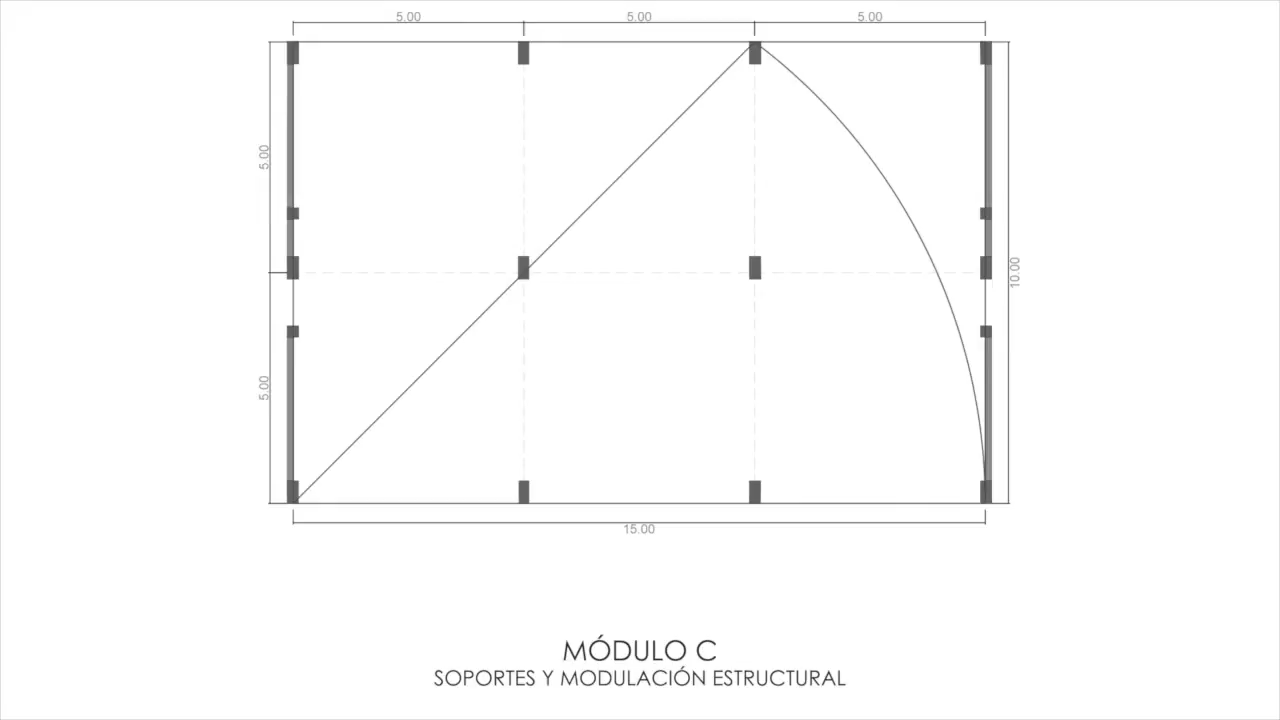 5.00 5.00 5.00
5.00
10.00
5.00
15.00
MÓDULO C
SOPORTES Y MODULACIÓN ESTRUCTURAL